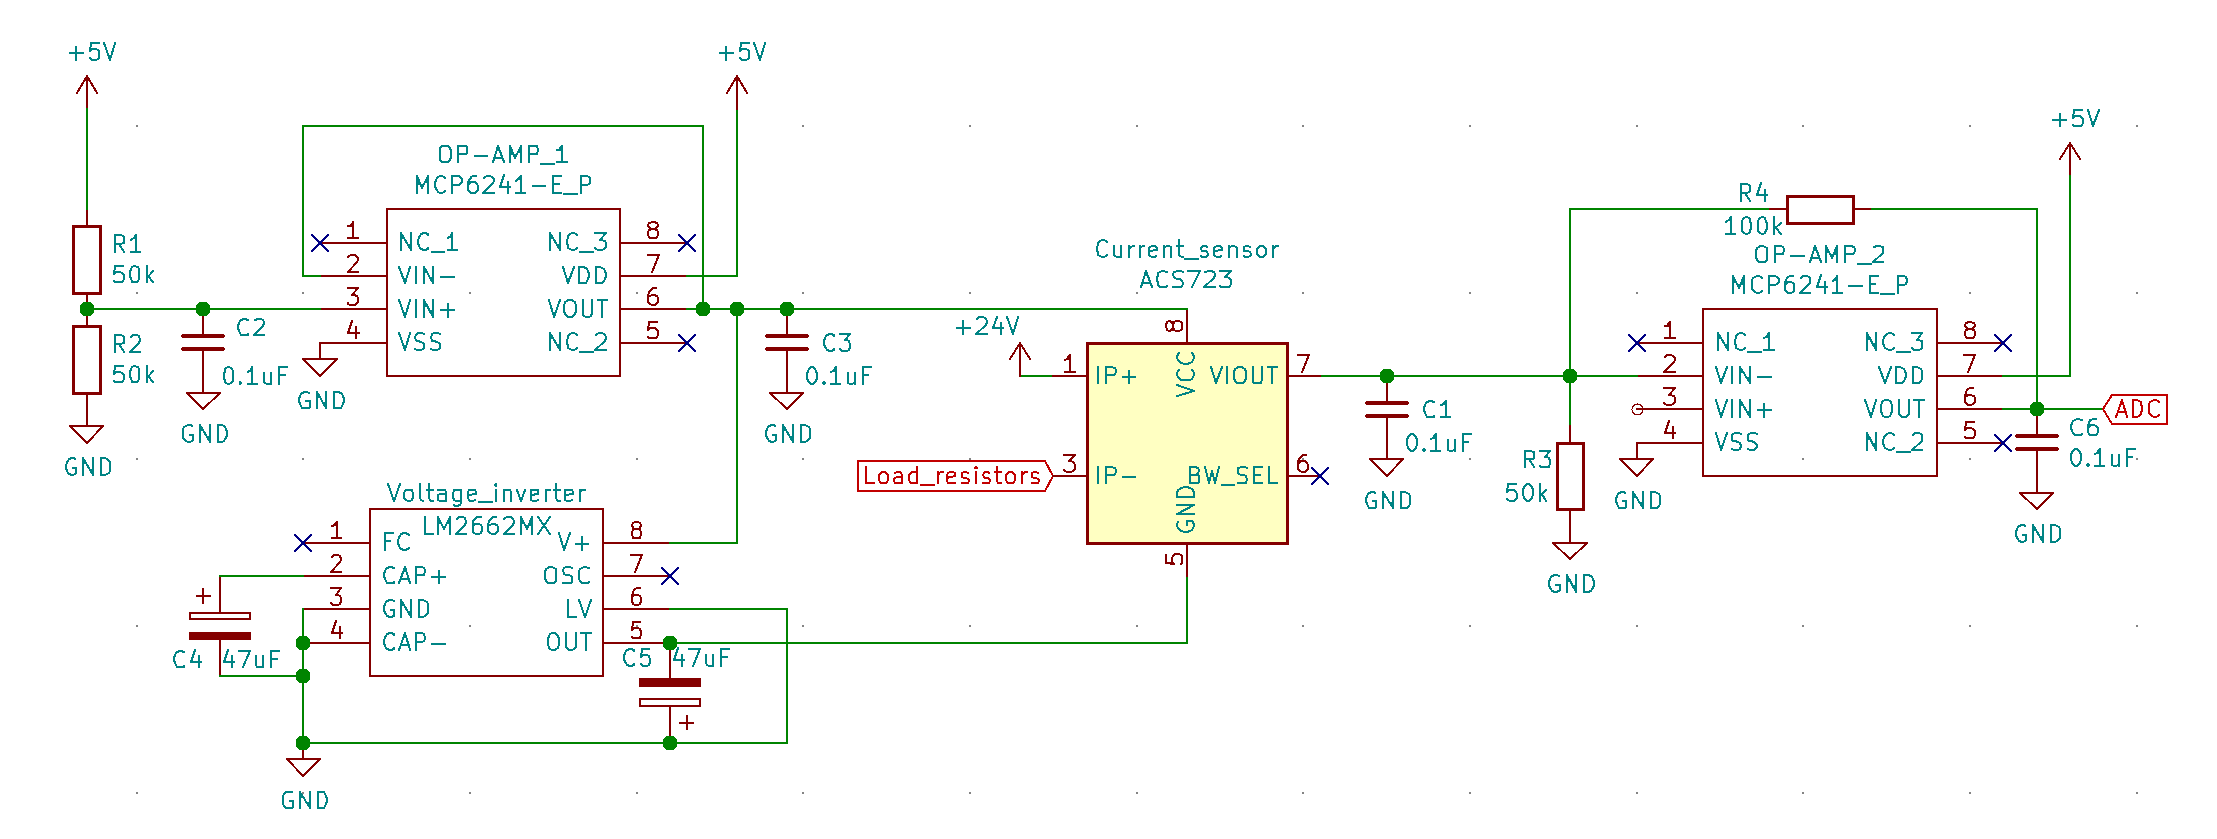 +5V
R1
50k
R2
50k
GND
C2
0.1uF
GND
OP-AMP_1
MCP6241-E_P
1 NC_1
2 VIN-
3 VIN+
4 VSS
NC_3 8
VDD 7
VOUT 6
NC_2 5
GND
+5V
C3
0.1uF
GND
Voltage_inverter
LM2662MX
1 FC
2 CAP+
3 GND
4 CAP-
V+ 8
OSC 7
LV 6
OUT 5
+
C4 47uF
C5 47uF
+
GND
Current_sensor
ACS723
+24V
1 IP+
Load_resistors
3 IP-
8
VCC
VIOUT 7
BW_SEL 6
GND
5
C1
0.1uF
GND
R3
50k
GND
R4
100k
OP-AMP_2
MCP6241-E_P
1 NC_1
2 VIN-
3 VIN+
4 VSS
NC_3 8
VDD 7
VOUT 6
NC_2 5
GND
+5V
ADC
C6
0.1uF
GND